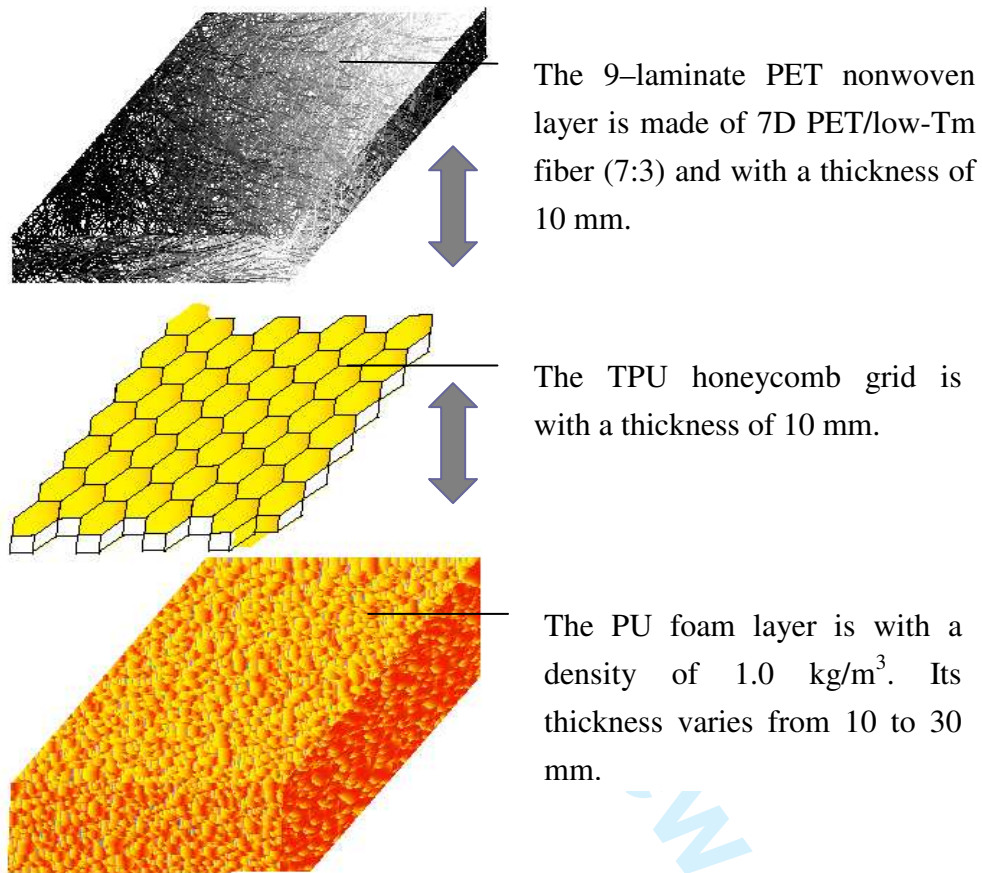 The 9–laminate PET nonwoven
layer is made of 7D PET/low-Tm
fiber (7:3) and with a thickness of
10 mm.
The TPU honeycomb grid is
with a thickness of 10 mm.
The PU foam layer is with a
density of 1.0 kg/m³. Its
thickness varies from 10 to 30
mm.
w